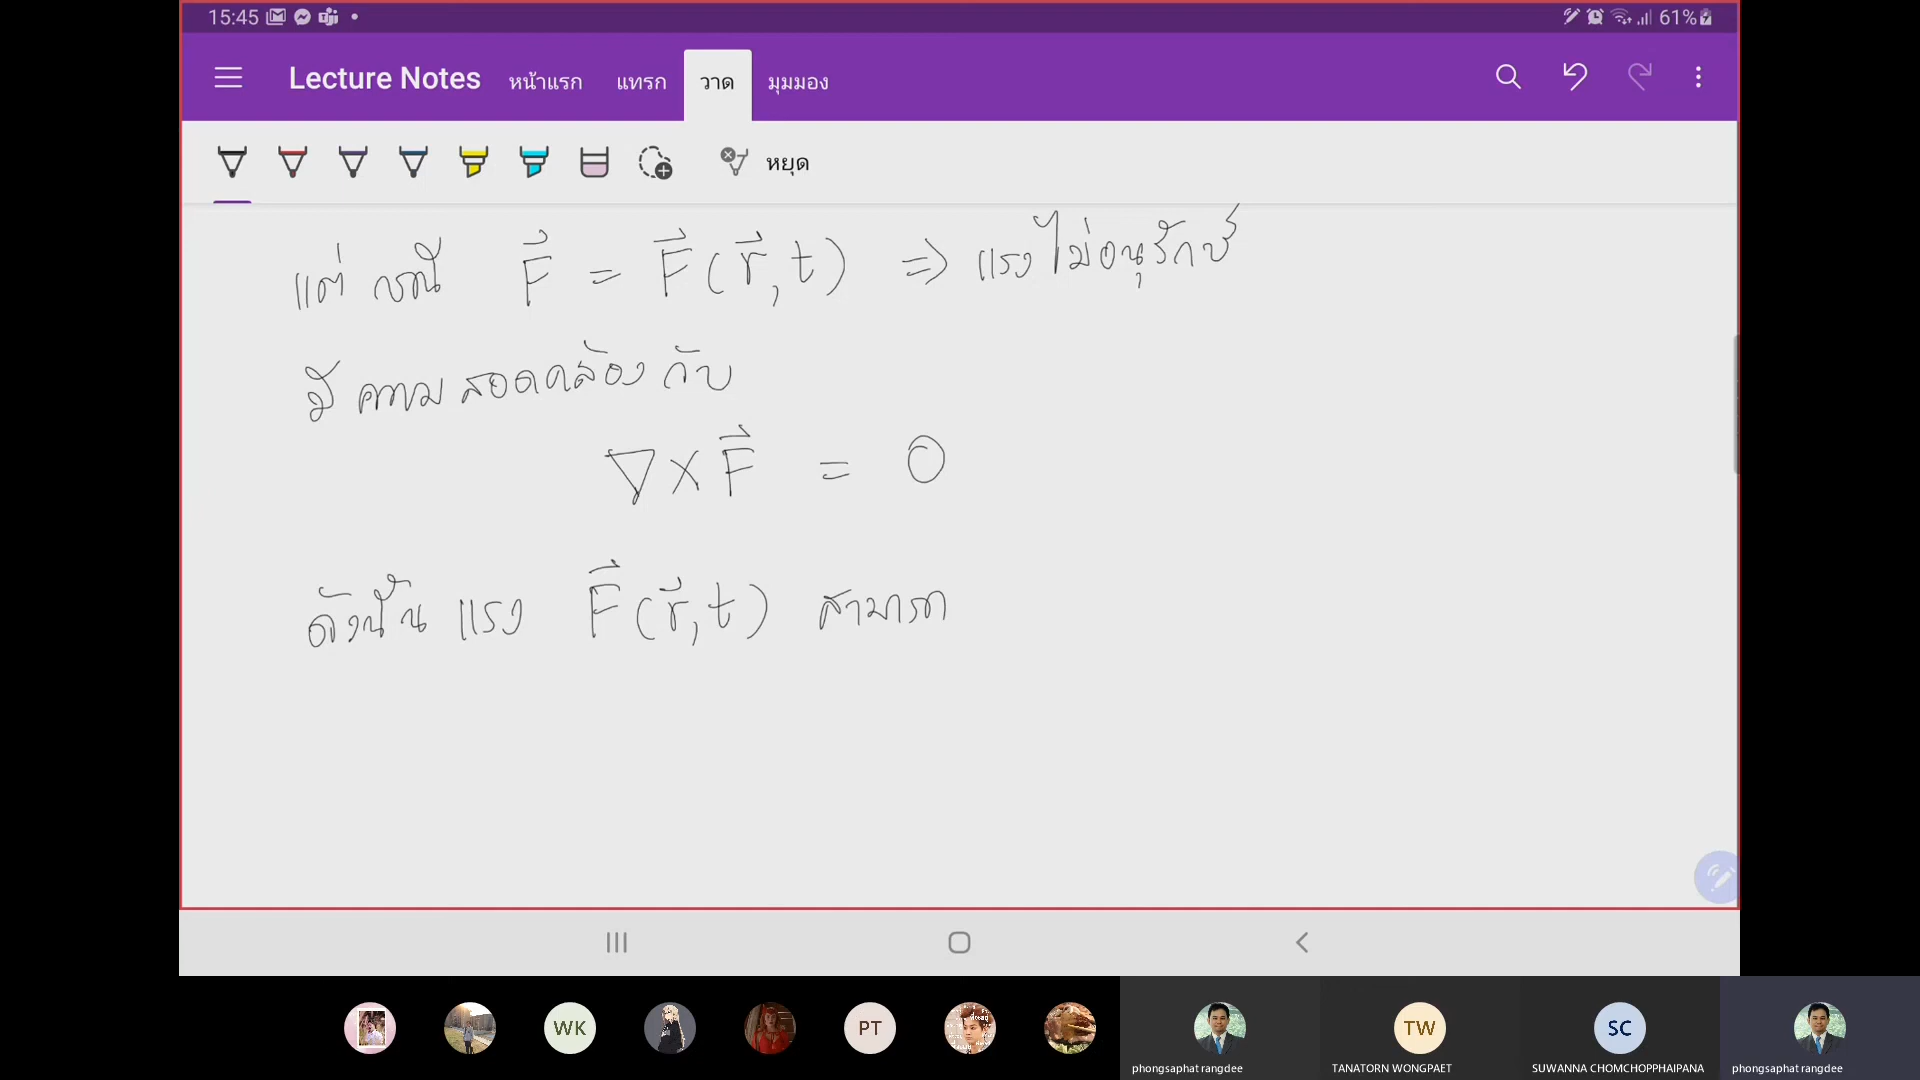 15:45 61%
Lecture Notes หน้าแรก แทรก วาด มุมมอง
หยุด
แต่ กรณี F⃗ = F⃗(r⃗,t) ⇒ แรงไม่อนุรักษ์
มีความสอดคล้องกับ
∇×F⃗ = 0
ดังนั้น แรง F⃗(r⃗,t) สามารถ
WK PT TW SC
phongsaphat rangdee TANATORN WONGPAET SUWANNA CHOMCHOPPHAIPANA phongsaphat rangdee